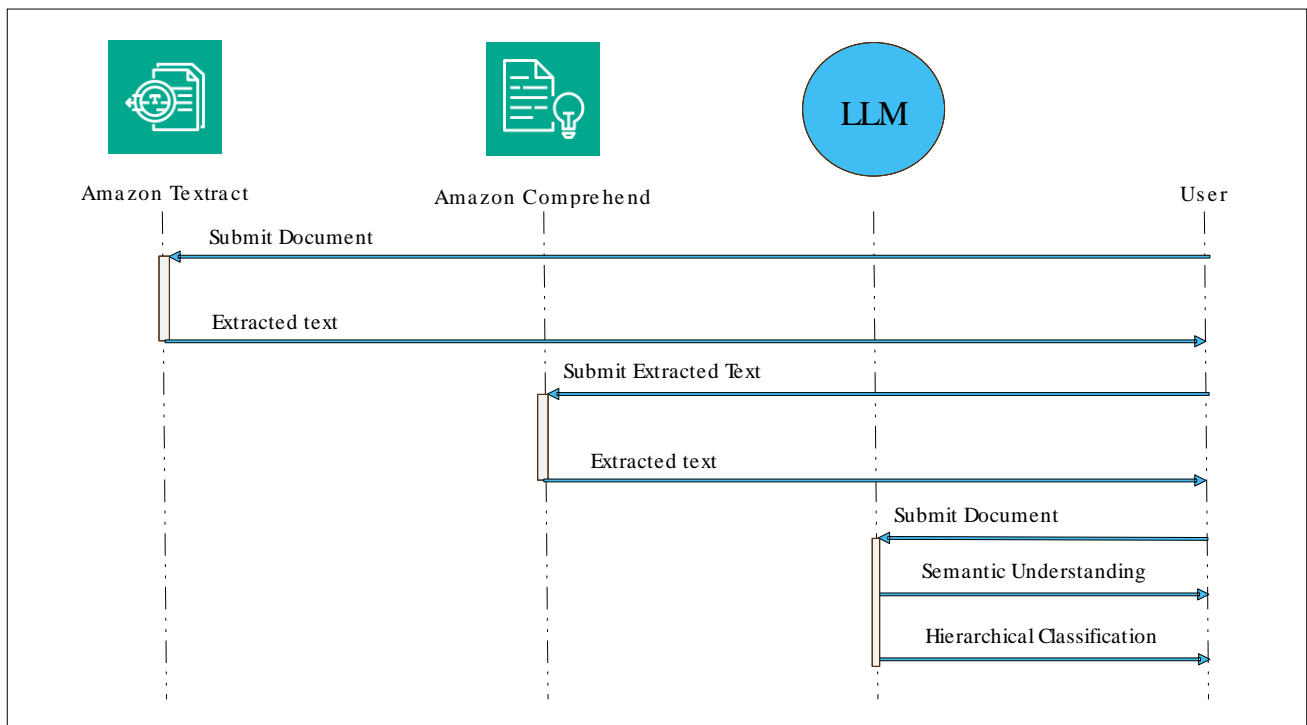 LLM
Amazon Textract
Amazon Comprehend
User
Submit Document
Extracted text
Submit Extracted Text
Extracted text
Submit Document
Semantic Understanding
Hierarchical Classification